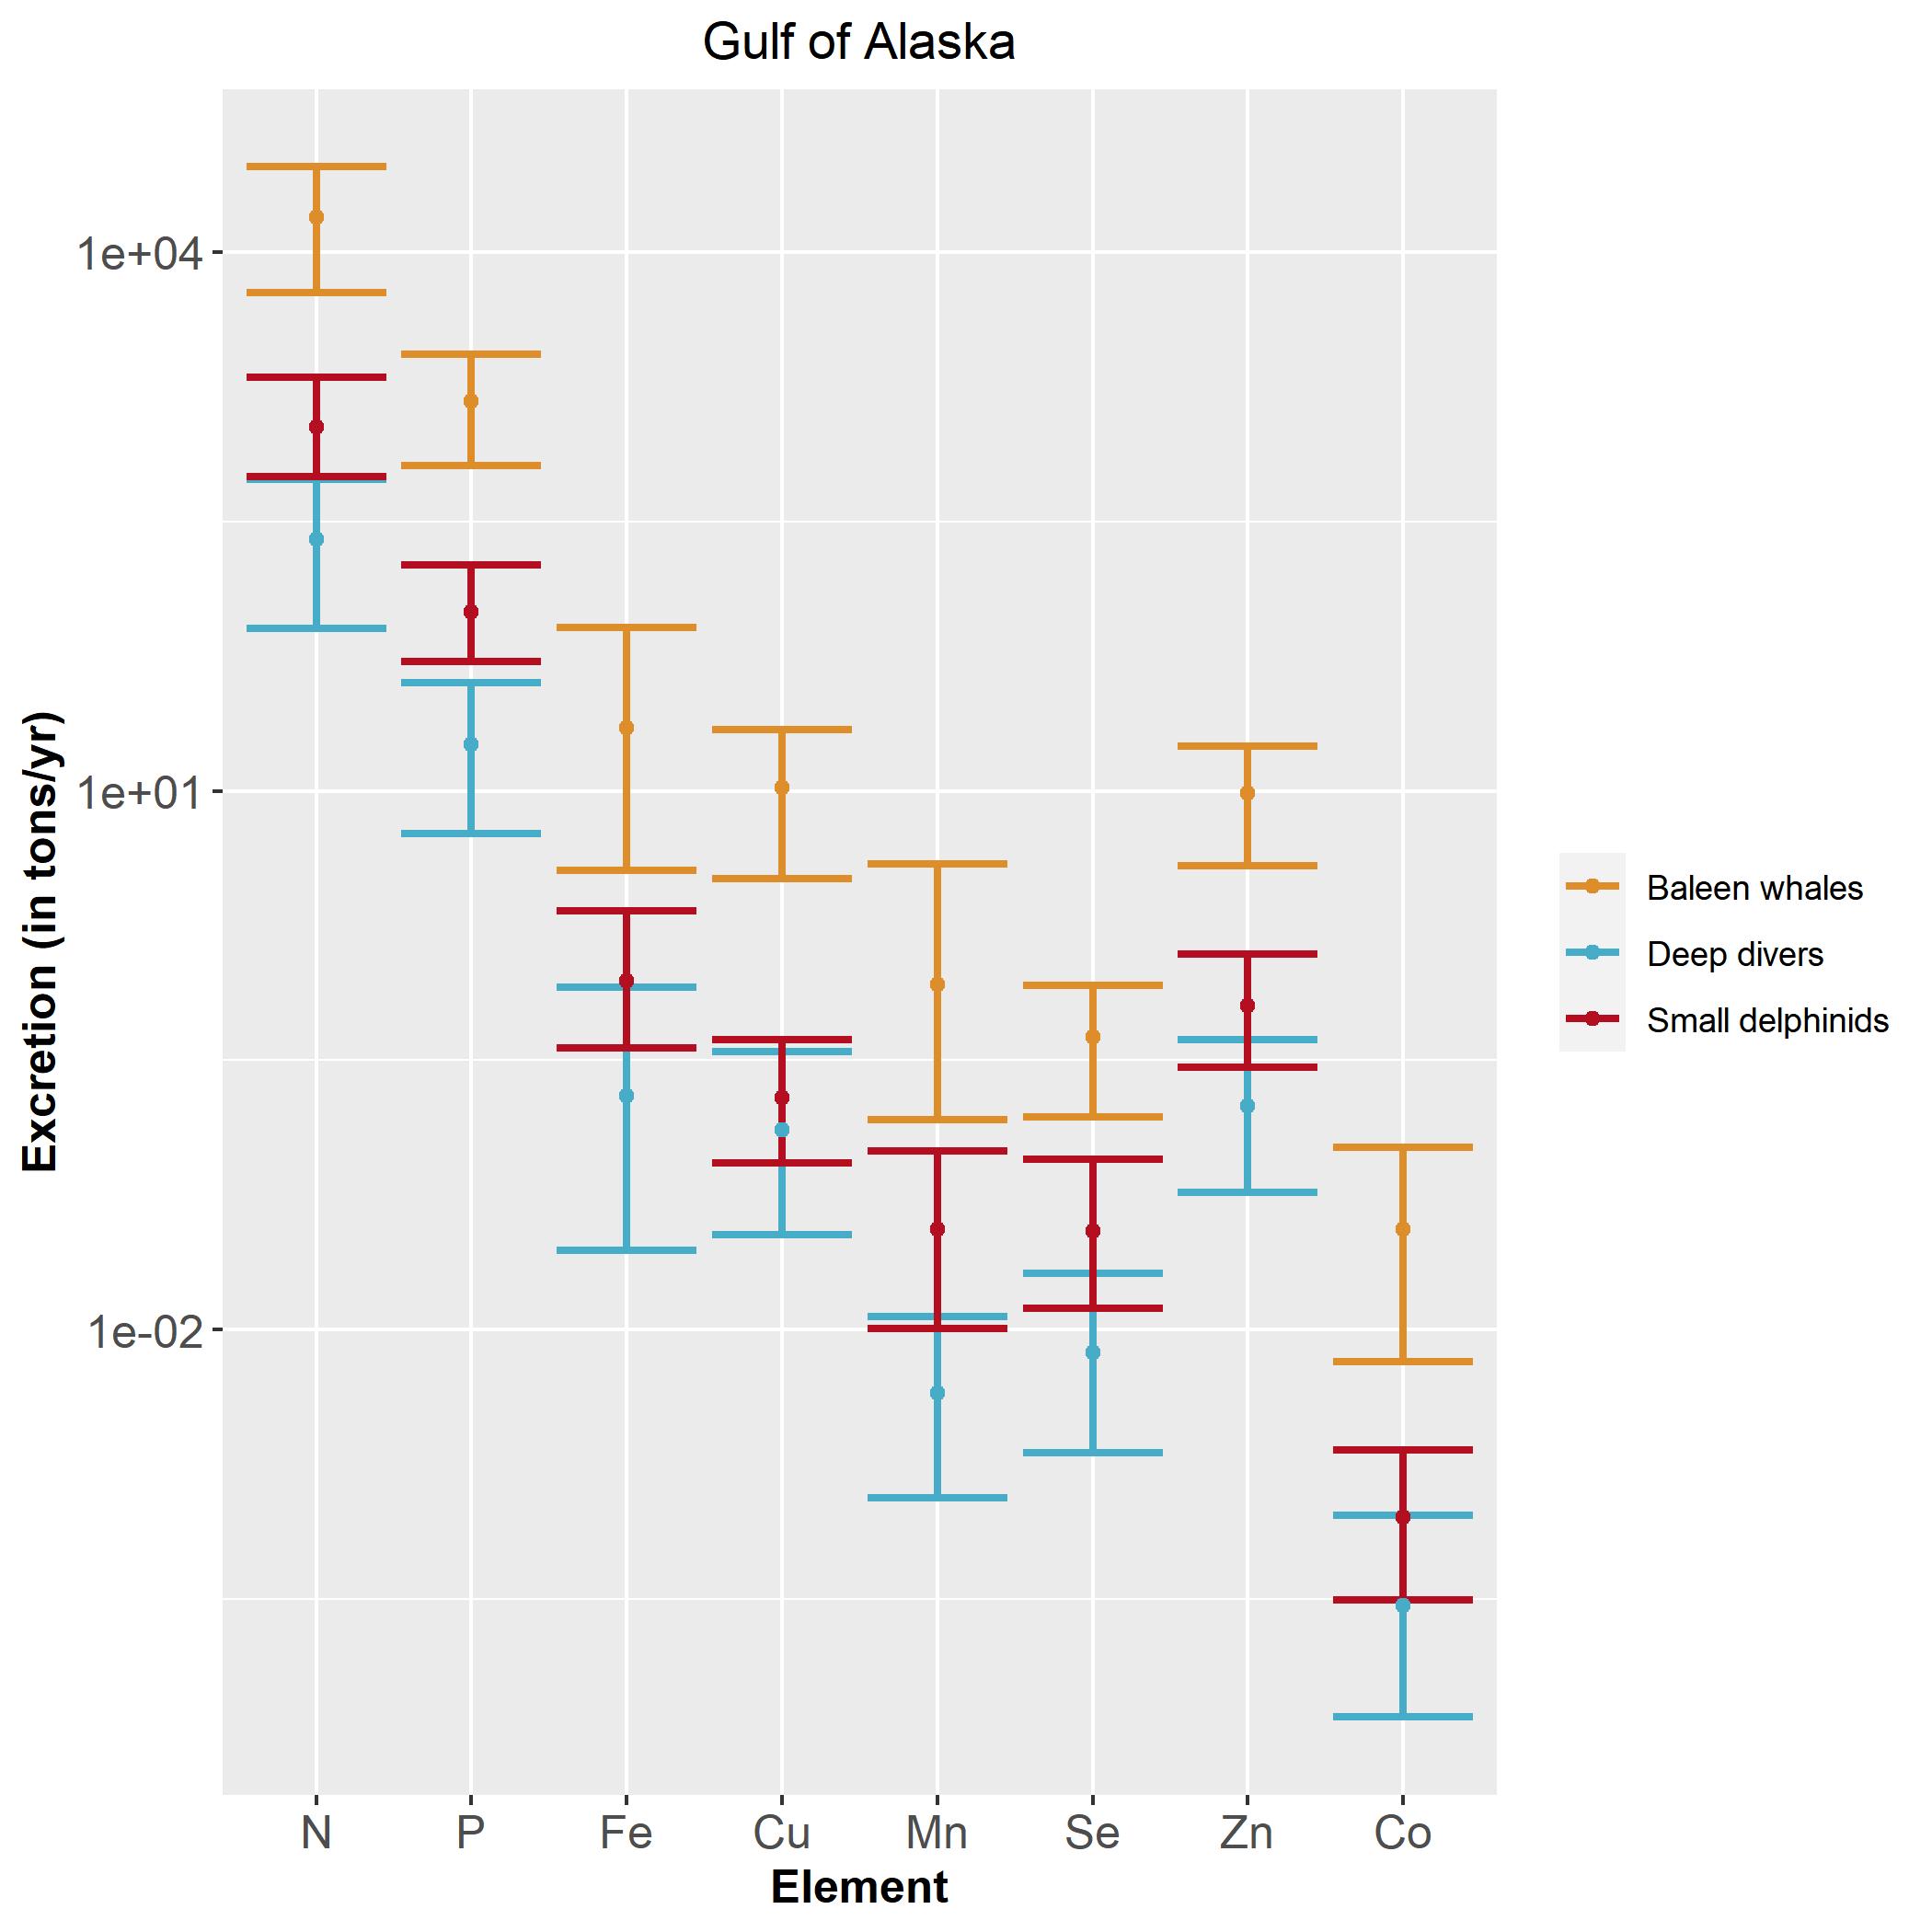 Gulf of Alaska
Excretion (in tons/yr)
1e+04
1e+01
1e-02
Baleen whales
Deep divers
Small delphinids
N P Fe Cu Mn Se Zn Co
Element